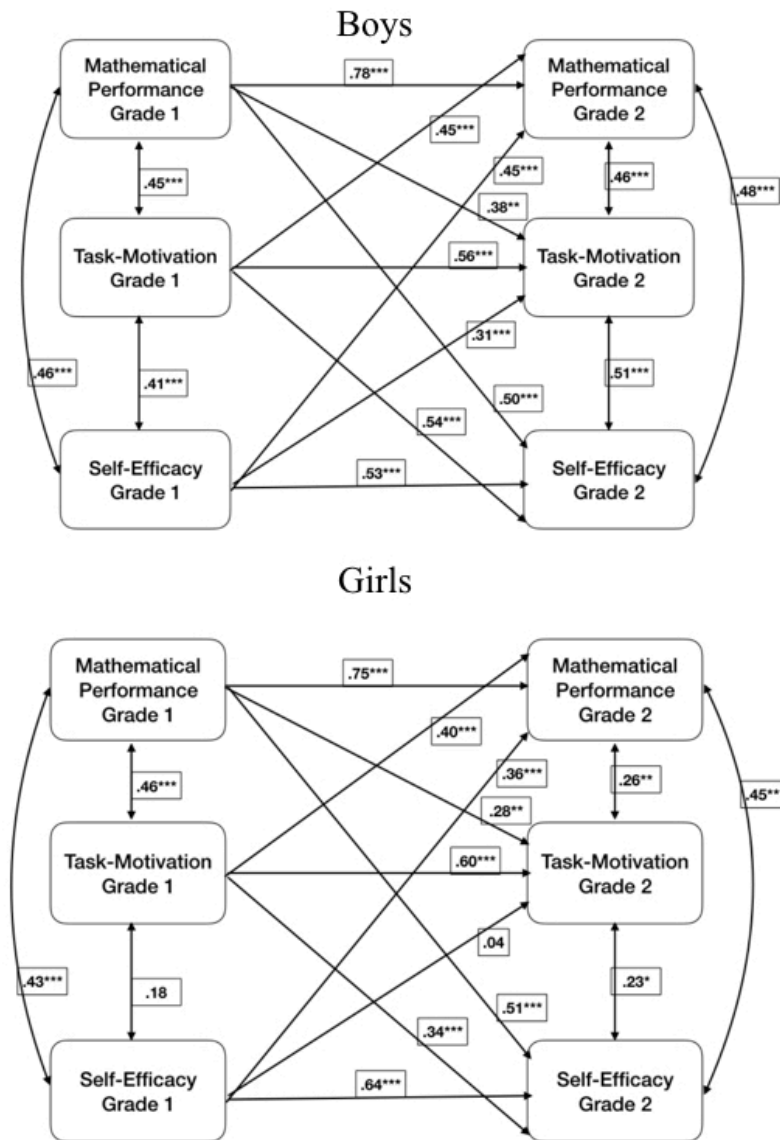 Boys
Mathematical
Performance
Grade 1
Mathematical
Performance
Grade 2
.78***
.45***
.45***
.45***
.38**
.46***
.48***
Task-Motivation
Grade 1
Task-Motivation
Grade 2
.56***
.31***
.46***
.41***
.54***
.50***
.51***
Self-Efficacy
Grade 1
Self-Efficacy
Grade 2
.53***
Girls
Mathematical
Performance
Grade 1
Mathematical
Performance
Grade 2
.75***
.40***
.46***
.36***
.28**
.26**
.45**
Task-Motivation
Grade 1
Task-Motivation
Grade 2
.60***
.04
.43***
.18
.34***
.51***
.23*
Self-Efficacy
Grade 1
Self-Efficacy
Grade 2
.64***